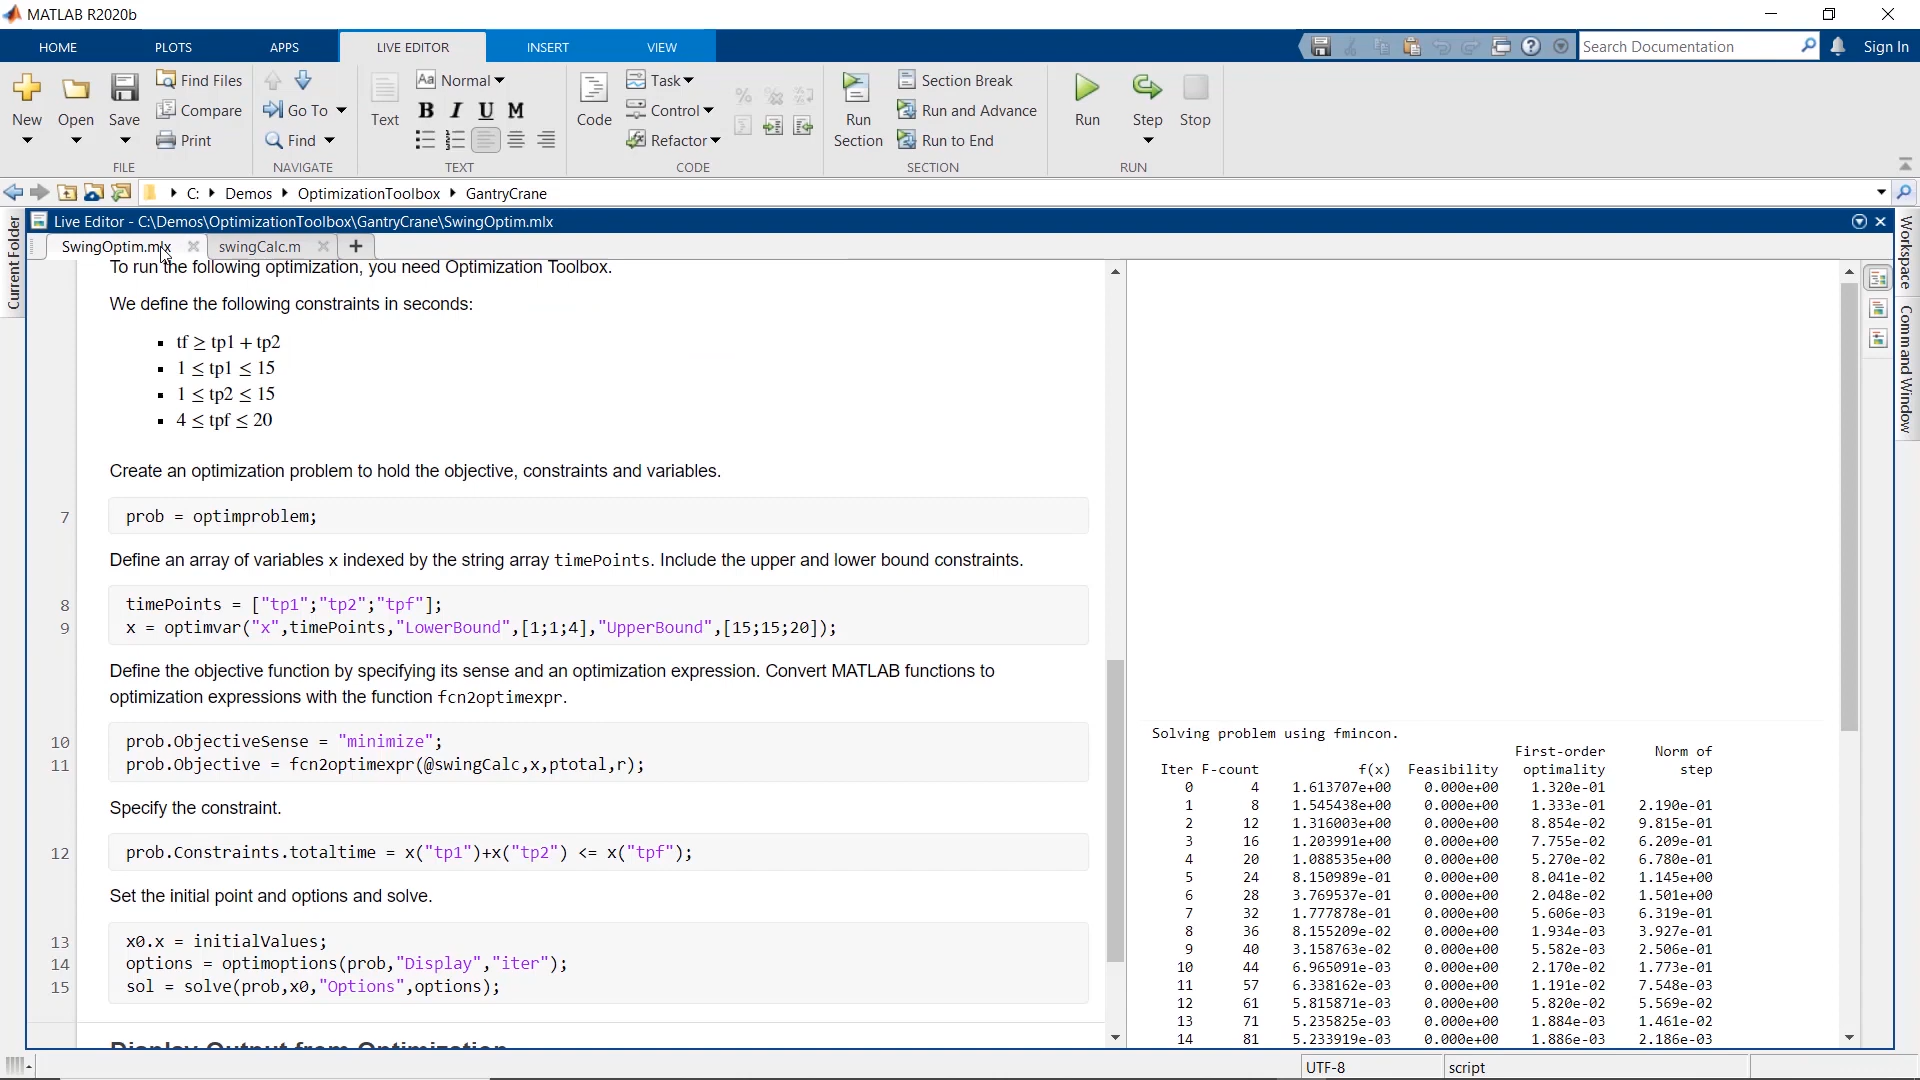 MATLAB R2020b
HOME PLOTS APPS LIVE EDITOR INSERT VIEW Search Documentation Sign In
New Open Save Find Files Compare Print
Go To Find
Text Aa Normal B I U M
Code Task Control Refactor
Run Section Section Break Run and Advance Run to End
Run Step Stop
FILE NAVIGATE TEXT CODE SECTION RUN
C: Demos OptimizationToolbox GantryCrane
Current Folder
Workspace
Command Window
Live Editor - C:\Demos\OptimizationToolbox\GantryCrane\SwingOptim.mlx
SwingOptim.mlx swingCalc.m
To run the following optimization, you need Optimization Toolbox.
We define the following constraints in seconds:
▪ tf ≥ tp1 + tp2
▪ 1 ≤ tp1 ≤ 15
▪ 1 ≤ tp2 ≤ 15
▪ 4 ≤ tpf ≤ 20
Create an optimization problem to hold the objective, constraints and variables.
7 prob = optimproblem;
Define an array of variables x indexed by the string array timePoints. Include the upper and lower bound constraints.
8 timePoints = ["tp1";"tp2";"tpf"];
9 x = optimvar("x",timePoints,"LowerBound",[1;1;4],"UpperBound",[15;15;20]);
Define the objective function by specifying its sense and an optimization expression. Convert MATLAB functions to
optimization expressions with the function fcn2optimexpr.
10 prob.ObjectiveSense = "minimize";
11 prob.Objective = fcn2optimexpr(@swingCalc,x,ptotal,r);
Specify the constraint.
12 prob.Constraints.totaltime = x("tp1")+x("tp2") <= x("tpf");
Set the initial point and options and solve.
13 x0.x = initialValues;
14 options = optimoptions(prob,"Display","iter");
15 sol = solve(prob,x0,"Options",options);
Display Output from Optimization
Solving problem using fmincon.
First-order Norm of
Iter F-count f(x) Feasibility optimality step
0 4 1.613707e+00 0.000e+00 1.320e-01
1 8 1.545438e+00 0.000e+00 1.333e-01 2.190e-01
2 12 1.316003e+00 0.000e+00 8.854e-02 9.815e-01
3 16 1.203991e+00 0.000e+00 7.755e-02 6.209e-01
4 20 1.088535e+00 0.000e+00 5.270e-02 6.780e-01
5 24 8.150989e-01 0.000e+00 8.041e-02 1.145e+00
6 28 3.769537e-01 0.000e+00 2.048e-02 1.501e+00
7 32 1.777878e-01 0.000e+00 5.606e-03 6.319e-01
8 36 8.155209e-02 0.000e+00 1.934e-03 3.927e-01
9 40 3.158763e-02 0.000e+00 5.582e-03 2.506e-01
10 44 6.965091e-03 0.000e+00 2.170e-02 1.773e-01
11 57 6.338162e-03 0.000e+00 1.191e-02 7.548e-03
12 61 5.815871e-03 0.000e+00 5.820e-02 5.569e-02
13 71 5.235825e-03 0.000e+00 1.884e-03 1.461e-02
14 81 5.233919e-03 0.000e+00 1.886e-03 2.186e-03
UTF-8 script